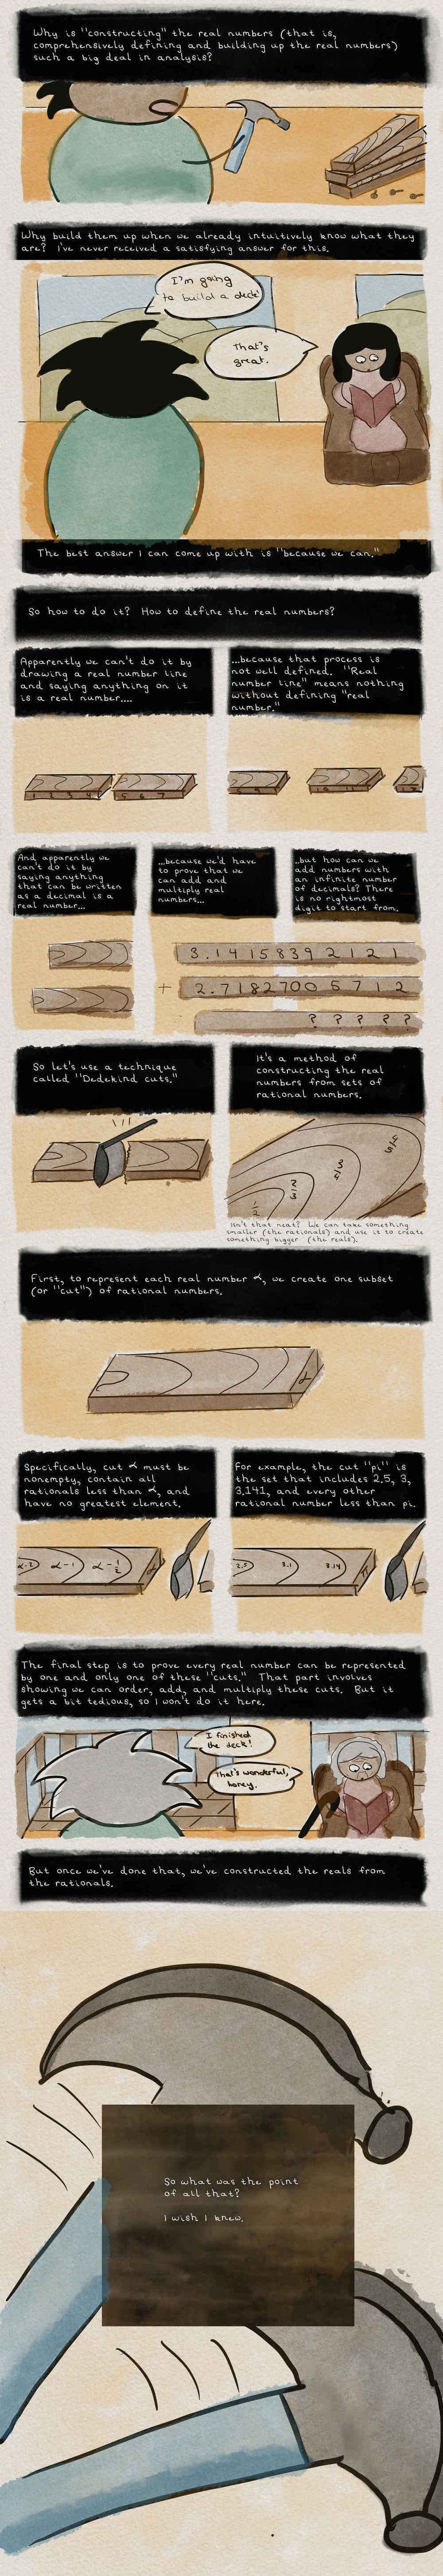 Why is "constructing" the real numbers (that is,
comprehensively defining and building up the real numbers)
such a big deal in analysis?
Why build them up when we already intuitively know what they
are? I've never received a satisfying answer for this.
I'm going
to build a deck!
That's
great.
The best answer I can come up with is "because we can."
So how to do it? How to define the real numbers?
Apparently we can't do it by
drawing a real number line
and saying anything on it
is a real number....
...because that process is
not well defined. "Real
number line" means nothing
without defining "real
number."
And apparently we
can't do it by
saying anything
that can be written
as a decimal is a
real number...
...because we'd have
to prove that we
can add and
multiply real
numbers...
...but how can we
add numbers with
an infinite number
of decimals? There
is no rightmost
digit to start from.
3.1415839 2 1 2 1
+ 2.7182700 5 7 1 2
? ? ? ? ?
So let's use a technique
called "Dedekind cuts."
It's a method of
constructing the real
numbers from sets of
rational numbers.
1/2 2/3 3/4 4/5
Isn't that neat? We can take something
smaller (the rationals) and use it to create
something bigger (the reals).
First, to represent each real number α, we create one subset
(or "cut") of rational numbers.
α
Specifically, cut α must be
nonempty, contain all
rationals less than α, and
have no greatest element.
For example, the cut "pi" is
the set that includes 2.5, 3,
3.141, and every other
rational number less than pi.
α-2 α-1 α-1/2 α
2.5 3.1 3.14 π
The final step is to prove every real number can be represented
by one and only one of these "cuts." That part involves
showing we can order, add, and multiply these cuts. But it
gets a bit tedious, so I won't do it here.
I finished
the deck!
That's wonderful,
honey.
But once we've done that, we've constructed the reals from
the rationals.
So what was the point
of all that?
I wish I knew.